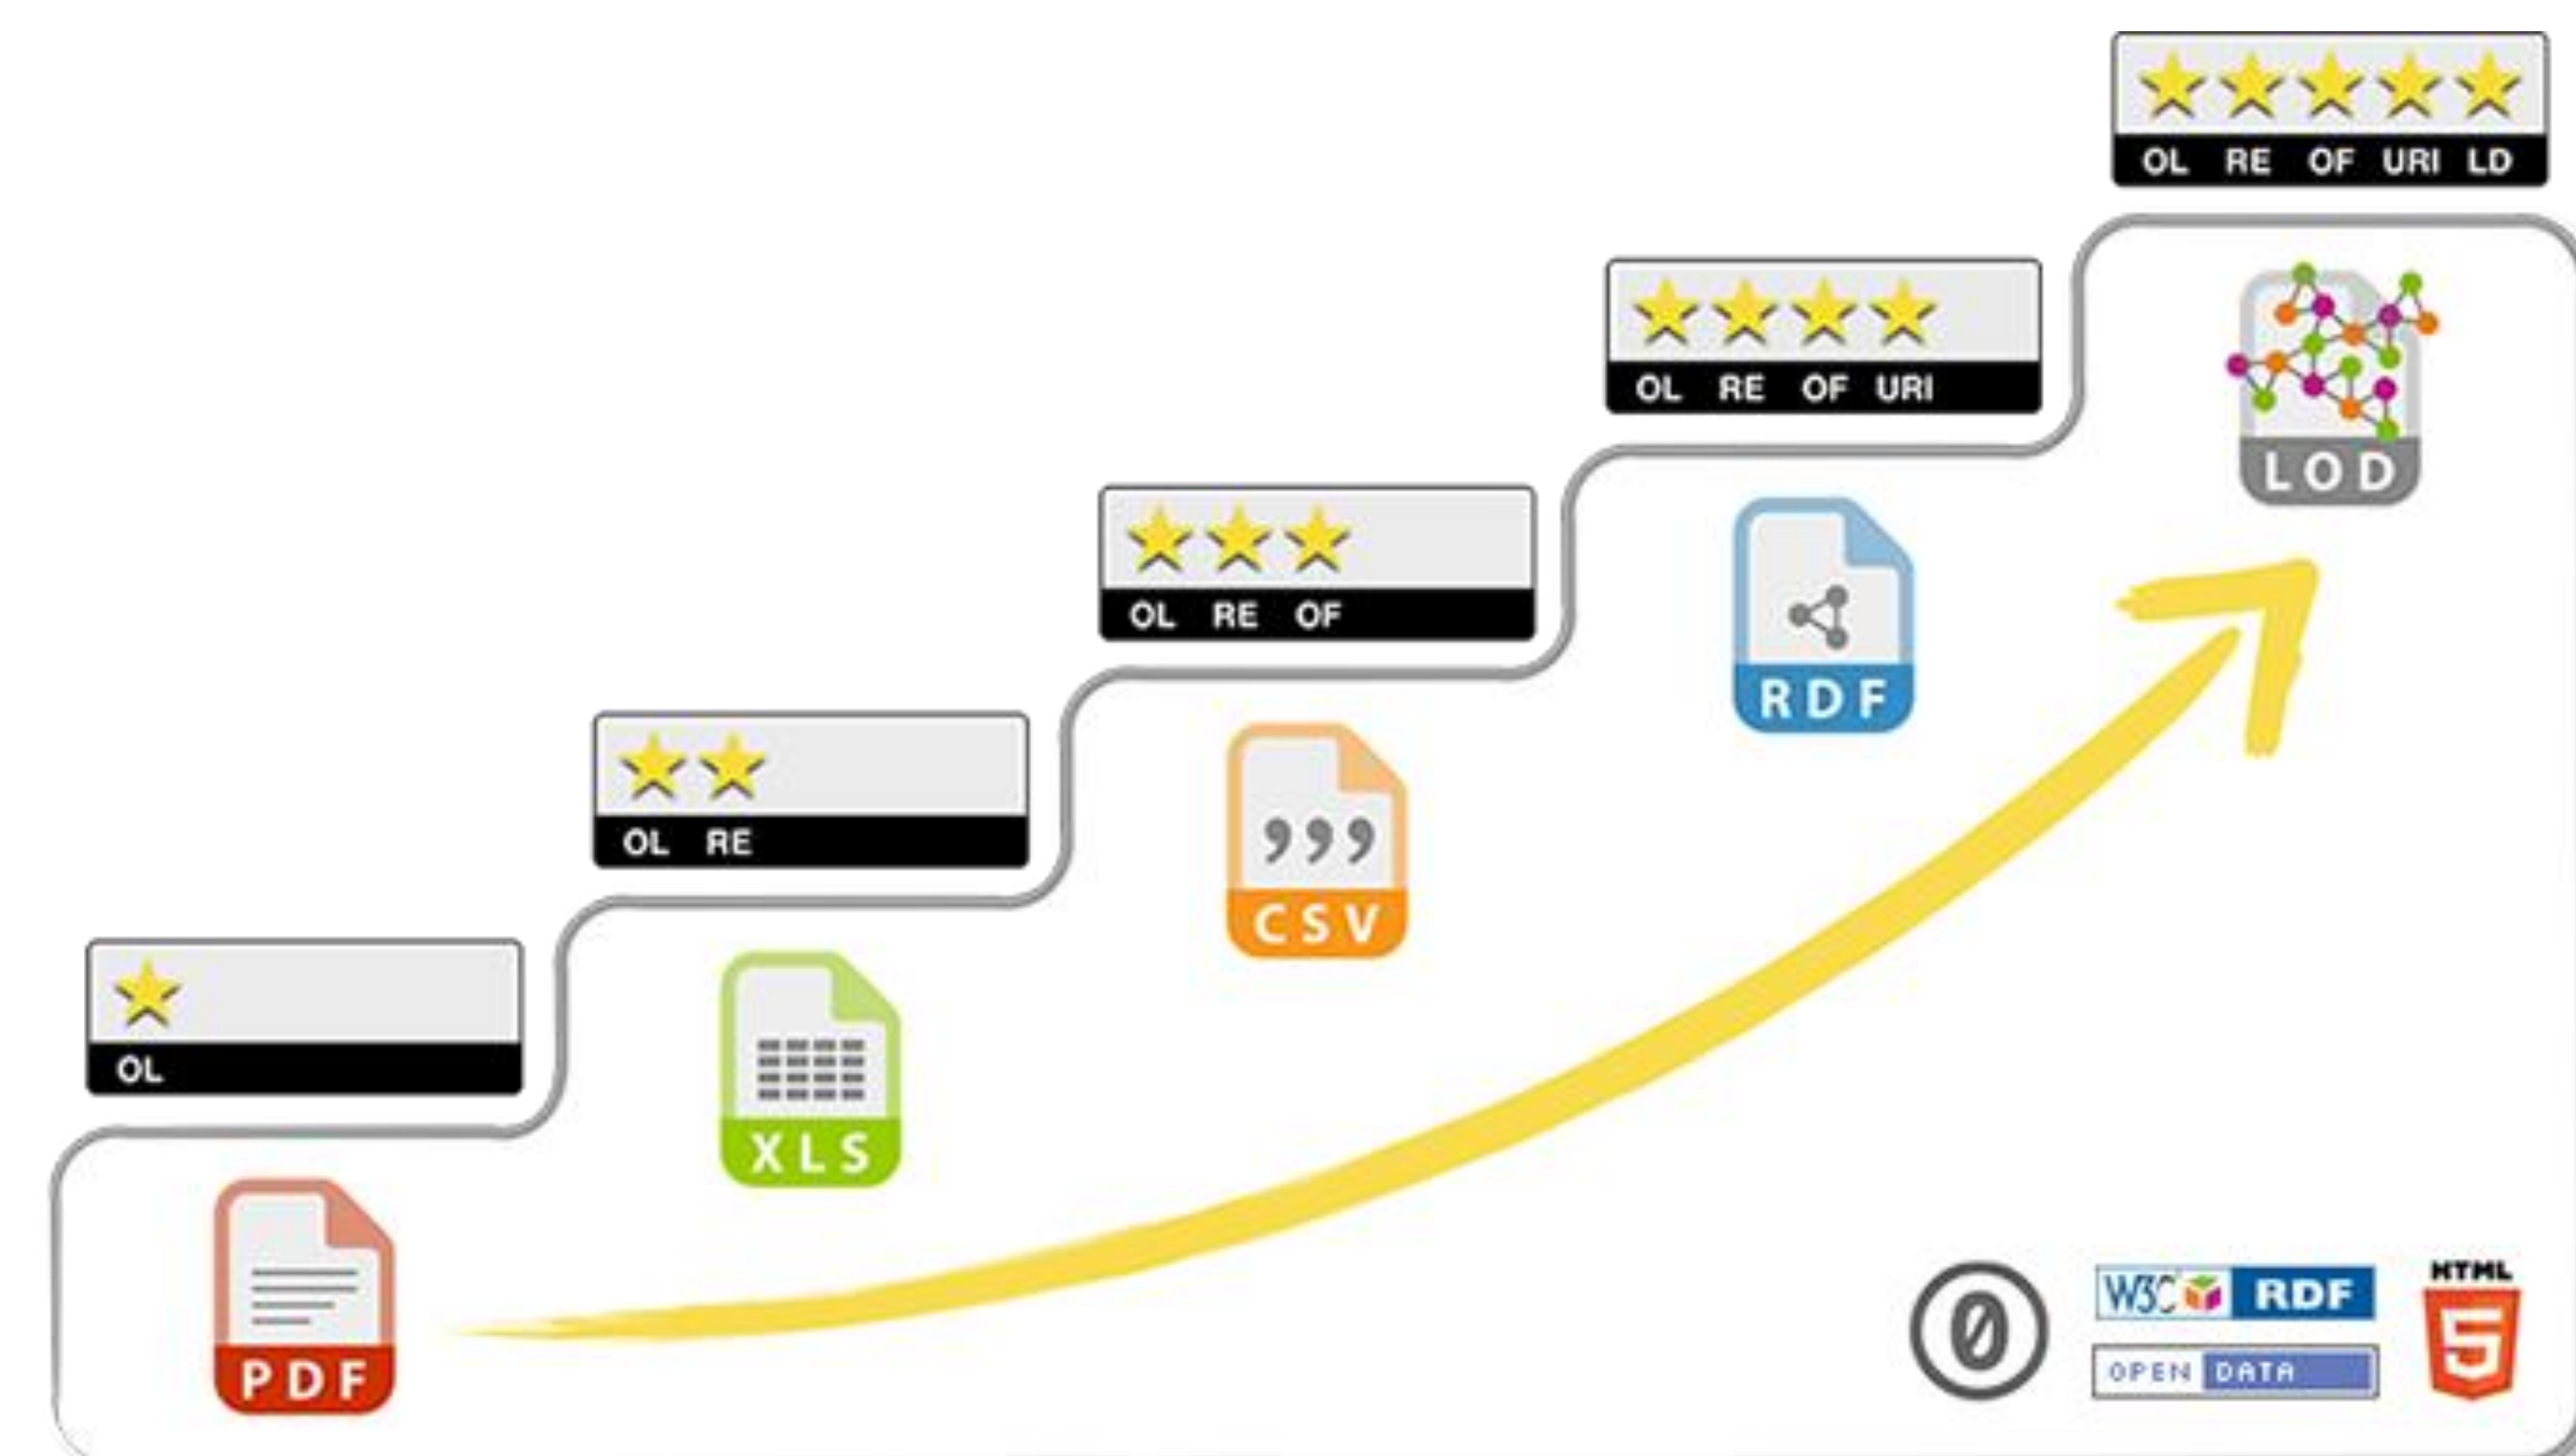 OL RE OF URI LD
LOD
OL RE OF URI
RDF
OL RE OF
,,,
CSV
OL RE
XLS
OL
PDF
0
W3C RDF
OPEN DATA
HTML
5